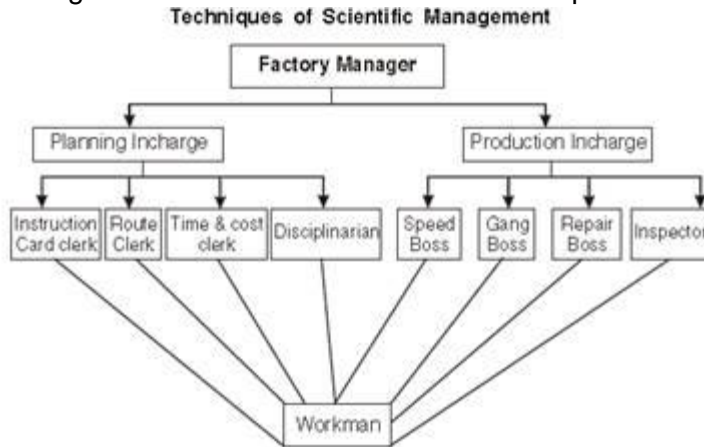 Techniques of Scientific Management
Factory Manager
Planning Incharge
Production Incharge
Instruction
Card clerk
Route
Clerk
Time & cost
clerk
Disciplinarian
Speed
Boss
Gang
Boss
Repair
Boss
Inspector
Workman